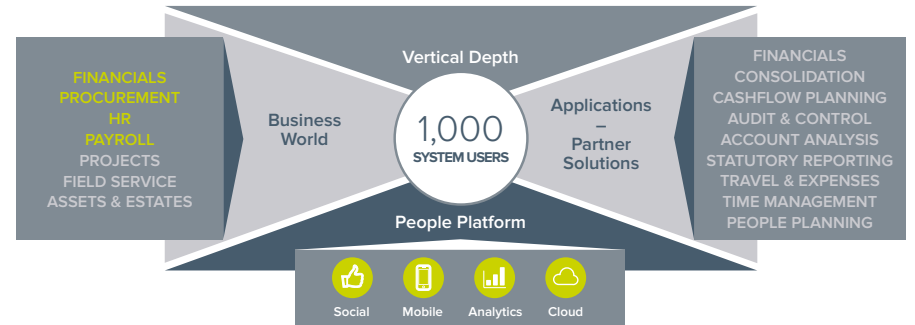 Vertical Depth
FINANCIALS
PROCUREMENT
HR
PAYROLL
PROJECTS
FIELD SERVICE
ASSETS & ESTATES
Business
World
1,000
SYSTEM USERS
Applications
–
Partner
Solutions
FINANCIALS
CONSOLIDATION
CASHFLOW PLANNING
AUDIT & CONTROL
ACCOUNT ANALYSIS
STATUTORY REPORTING
TRAVEL & EXPENSES
TIME MANAGEMENT
PEOPLE PLANNING
People Platform
Social
Mobile
Analytics
Cloud